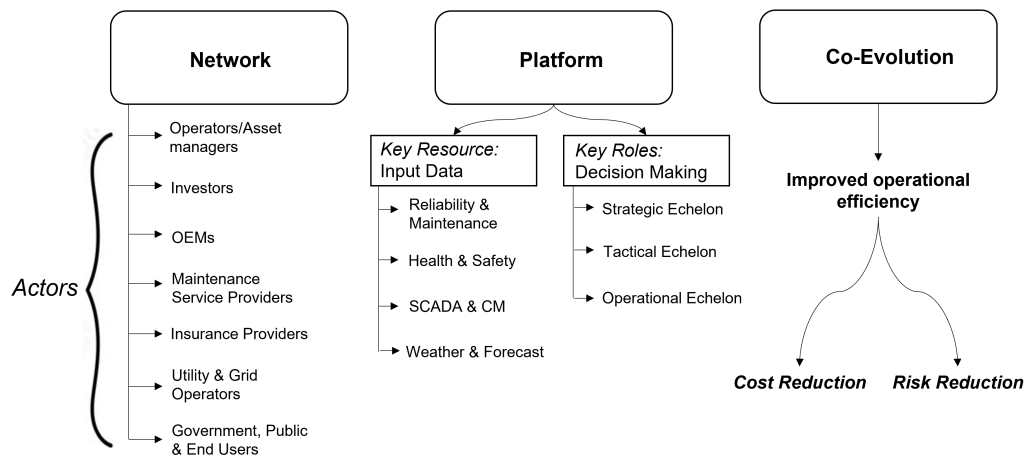 Network
Platform
Co-Evolution
Actors
Operators/Asset
managers
Investors
OEMs
Maintenance
Service Providers
Insurance Providers
Utility & Grid
Operators
Government, Public
& End Users
Key Resource:
Input Data
Reliability &
Maintenance
Health & Safety
SCADA & CM
Weather & Forecast
Key Roles:
Decision Making
Strategic Echelon
Tactical Echelon
Operational Echelon
Improved operational
efficiency
Cost Reduction
Risk Reduction